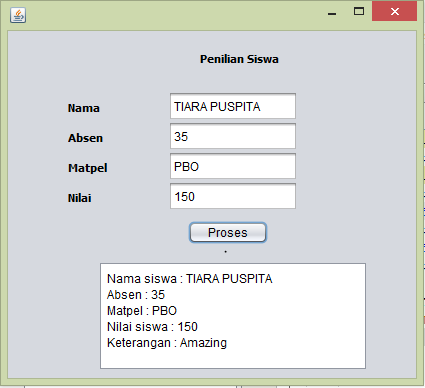 Penilian Siswa
Nama TIARA PUSPITA
Absen 35
Matpel PBO
Nilai 150
Proses
Nama siswa : TIARA PUSPITA
Absen : 35
Matpel : PBO
Nilai siswa : 150
Keterangan : Amazing